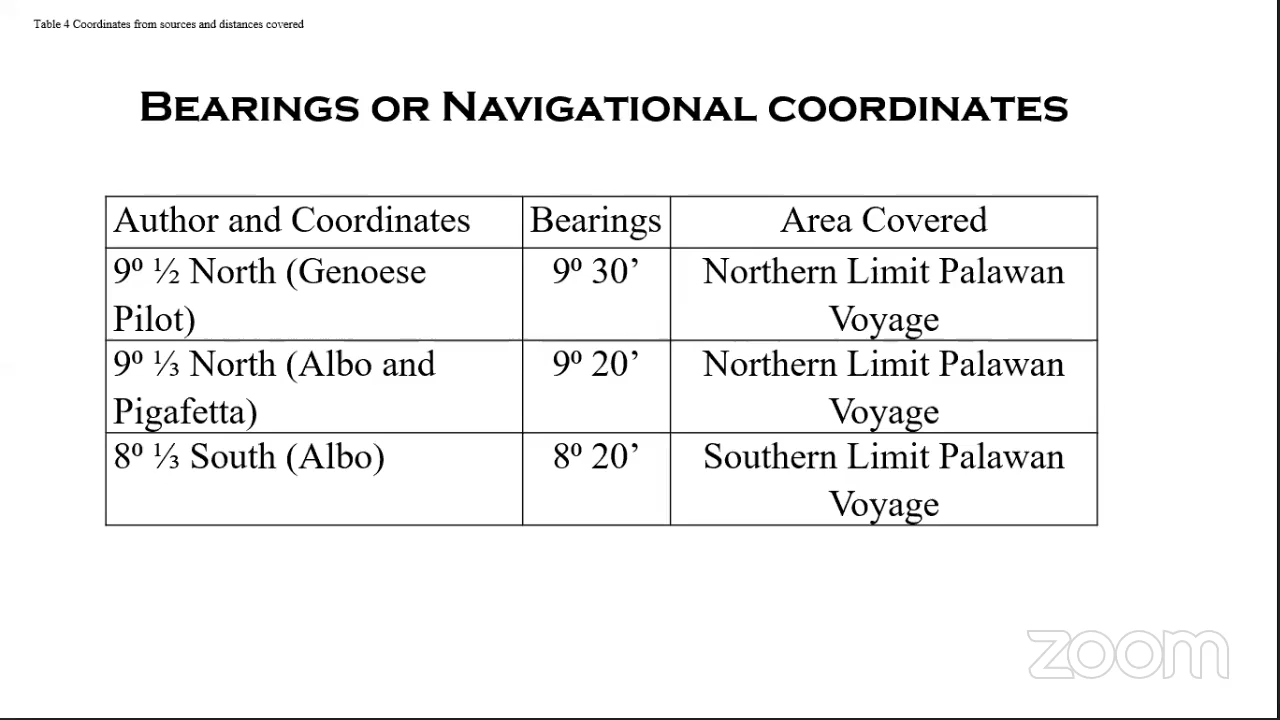 Table 4 Coordinates from sources and distances covered
BEARINGS OR NAVIGATIONAL COORDINATES
Author and Coordinates Bearings Area Covered
9º ½ North (Genoese 9º 30’ Northern Limit Palawan
Pilot) Voyage
9º ⅓ North (Albo and 9º 20’ Northern Limit Palawan
Pigafetta) Voyage
8º ⅓ South (Albo) 8º 20’ Southern Limit Palawan
Voyage
zoom